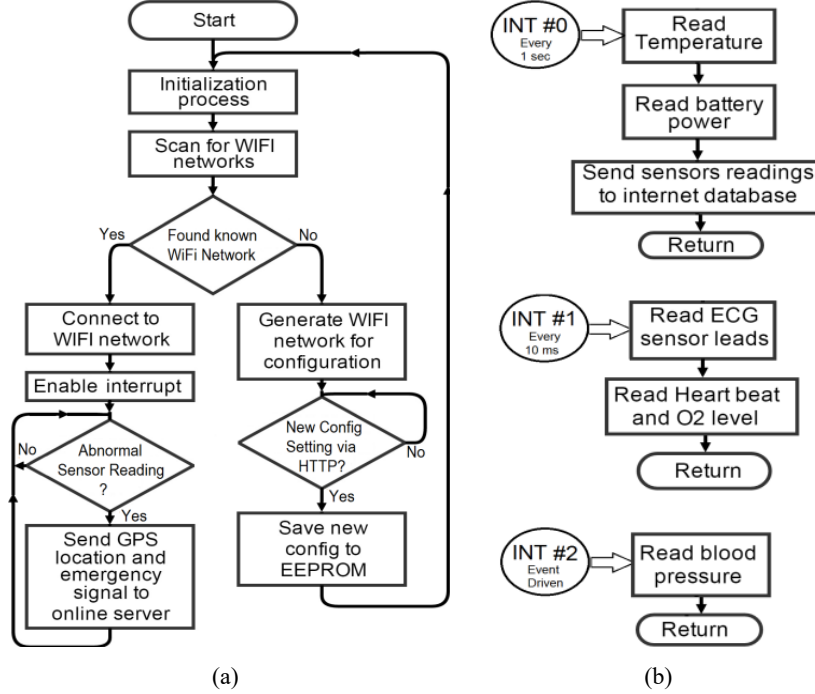 Start
Initialization
process
Scan for WIFI
networks
Found known
WiFi Network
Yes
No
Connect to
WIFI network
Enable interrupt
Abnormal
Sensor Reading
?
No
Yes
Send GPS
location and
emergency
signal to
online server
Generate WIFI
network for
configuration
New Config
Setting via
HTTP?
No
Yes
Save new
config to
EEPROM
(a)
INT #0
Every
1 sec
Read
Temperature
Read battery
power
Send sensors readings
to internet database
Return
INT #1
Every
10 ms
Read ECG
sensor leads
Read Heart beat
and O2 level
Return
INT #2
Event
Driven
Read blood
pressure
Return
(b)